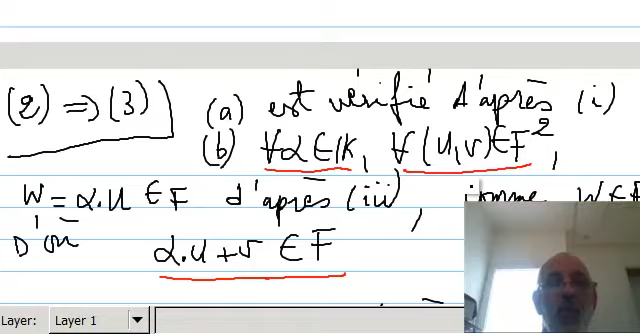 (2) ⟹ (3) (a) est vérifié d'après (i)
(b) ∀α∈𝕂, ∀(u,v)∈F²,
W = α.u ∈ F d'après (iii), comme W∈F
D'où α.u+v ∈ F
Layer: Layer 1